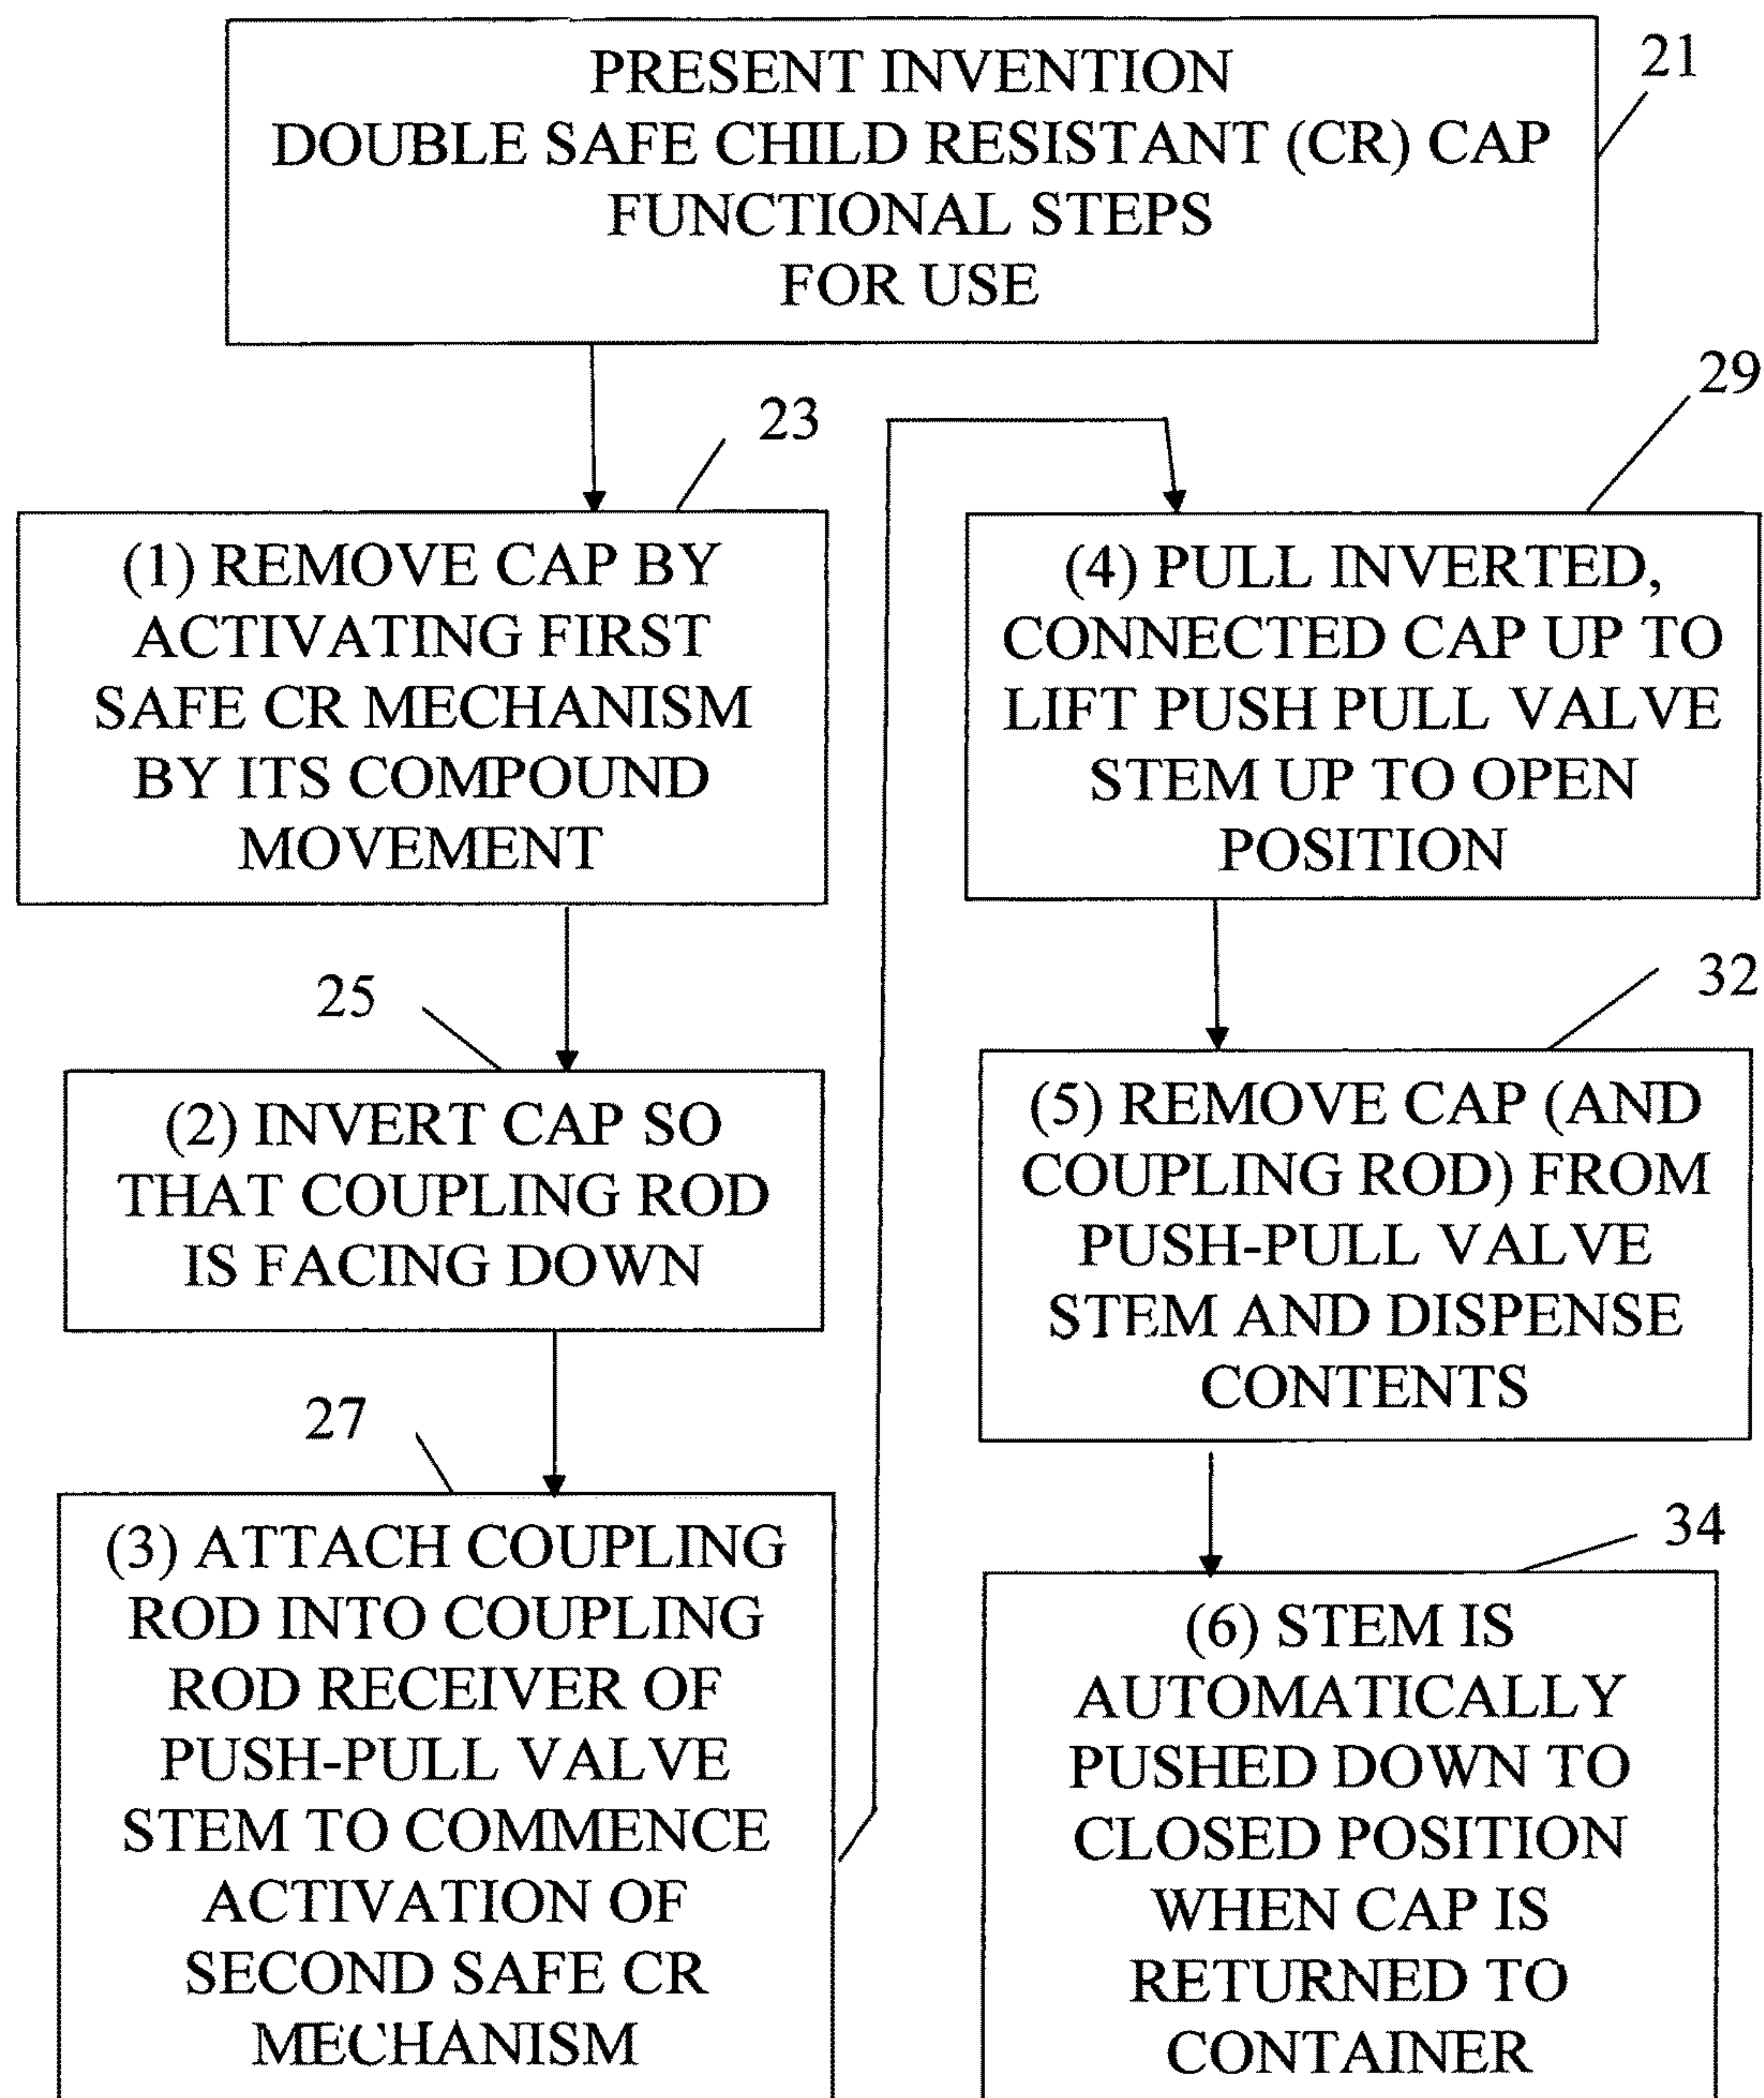 PRESENT INVENTION
DOUBLE SAFE CHILD RESISTANT (CR) CAP
FUNCTIONAL STEPS
FOR USE
21
23
(1) REMOVE CAP BY
ACTIVATING FIRST
SAFE CR MECHANISM
BY ITS COMPOUND
MOVEMENT
25
(2) INVERT CAP SO
THAT COUPLING ROD
IS FACING DOWN
27
(3) ATTACH COUPLING
ROD INTO COUPLING
ROD RECEIVER OF
PUSH-PULL VALVE
STEM TO COMMENCE
ACTIVATION OF
SECOND SAFE CR
MECHANISM
29
(4) PULL INVERTED,
CONNECTED CAP UP TO
LIFT PUSH PULL VALVE
STEM UP TO OPEN
POSITION
32
(5) REMOVE CAP (AND
COUPLING ROD) FROM
PUSH-PULL VALVE
STEM AND DISPENSE
CONTENTS
34
(6) STEM IS
AUTOMATICALLY
PUSHED DOWN TO
CLOSED POSITION
WHEN CAP IS
RETURNED TO
CONTAINER